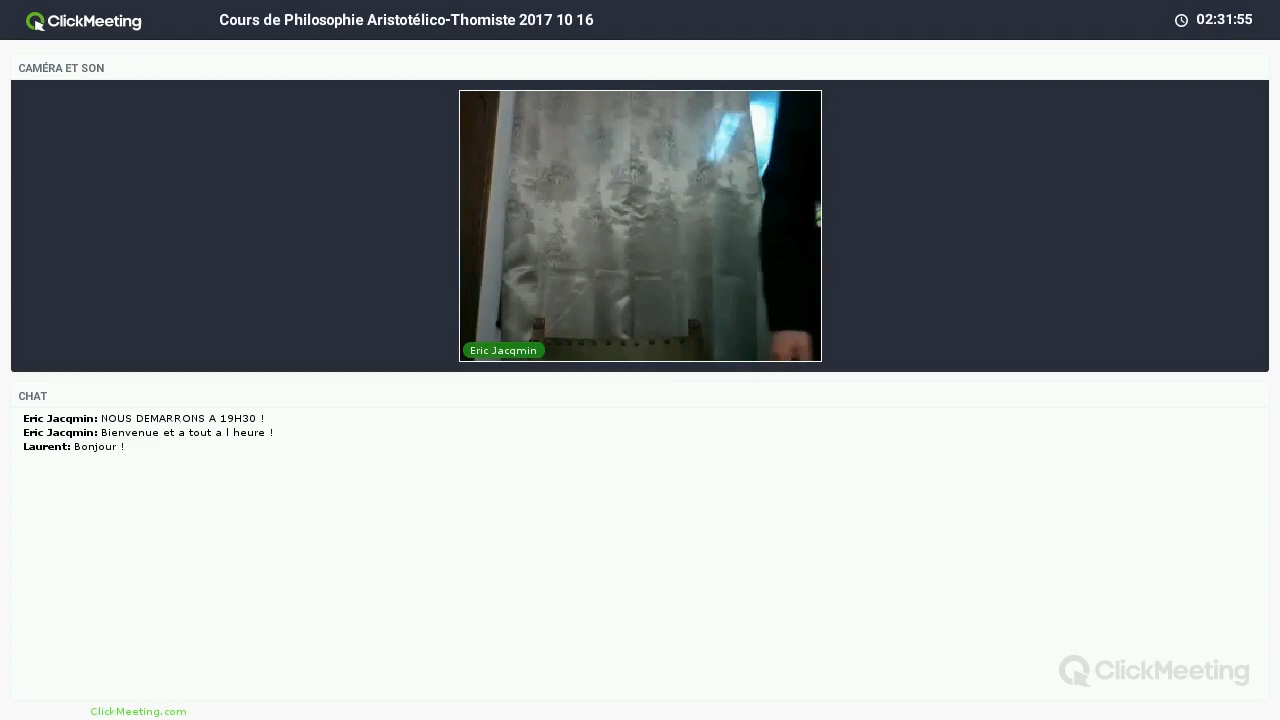 ClickMeeting
Cours de Philosophie Aristotélico-Thomiste 2017 10 16
02:31:55
CAMÉRA ET SON
Eric Jacqmin
CHAT
Eric Jacqmin: NOUS DEMARRONS A 19H30 !
Eric Jacqmin: Bienvenue et a tout a l heure !
Laurent: Bonjour !
ClickMeeting
ClickMeeting.com